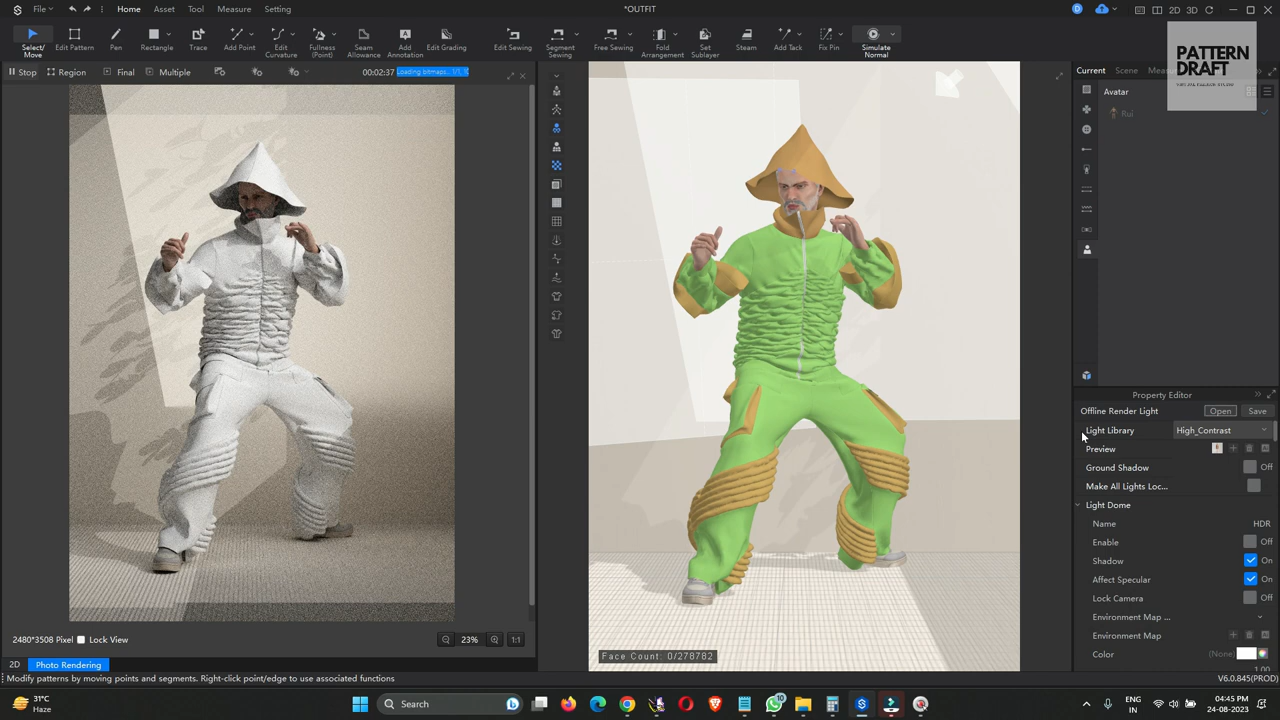 File
Home
Asset
Tool
Measure
Setting
*OUTFIT
2D
3D
Select/
Move
Edit Pattern
Pen
Rectangle
Trace
Add Point
Edit
Curvature
Fullness
(Point)
Seam
Allowance
Add
Annotation
Edit Grading
Edit Sewing
Segment
Sewing
Free Sewing
Fold
Arrangement
Set
Sublayer
Steam
Add Tack
Fix Pin
Simulate
Normal
Stop
Region
Final
Multiple
00:02:37
PATTERN
DRAFT
Current
Scene
Avatar
Rui
Property Editor
Offline Render Light
Open
Save
Light Library
High_Contrast
Preview
Ground Shadow
Off
Make All Lights Loc...
Light Dome
Name
HDR
Enable
Off
Shadow
On
Affect Specular
On
Lock Camera
Off
Environment Map ...
Environment Map
Color
(None)
1.00
2480*3508 Pixel
Lock View
23%
1:1
Face Count: 0/278782
2D
Photo Rendering
Modify patterns by moving points and segments. Right-click point/edge to use associated functions
V6.0.845(PROD)
31°C
Haze
Search
10
ENG
IN
04:45 PM
24-08-2023